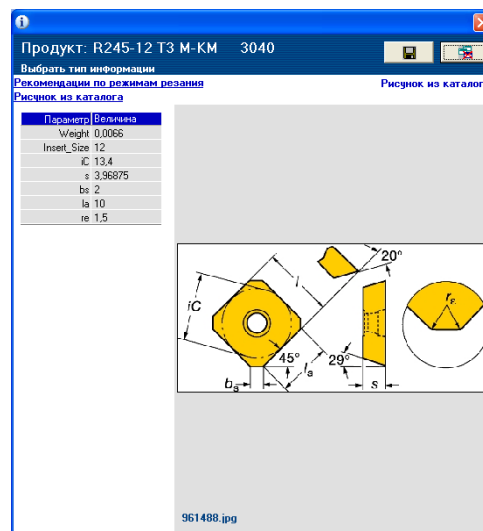 Продукт: R245-12 T3 M-KM 3040
Выбрать тип информации
Рекомендации по режимам резания
Рисунок из каталог
Рисунок из каталога
Параметр Величина
Weight 0,0066
Insert_Size 12
iC 13,4
s 3,96875
bs 2
la 10
re 1,5
20°
l
iC
rε
45°
la
29°
bs
s
961488.jpg